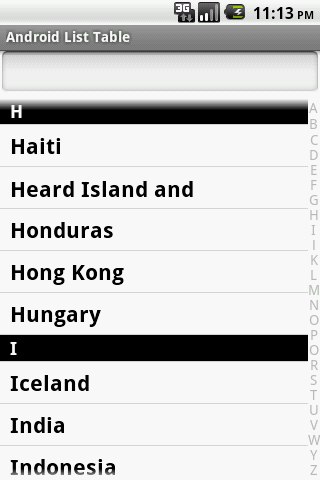 3G 11:13 PM
Android List Table
H
Haiti
Heard Island and
Honduras
Hong Kong
Hungary
I
Iceland
India
Indonesia
A
B
C
D
E
F
G
H
I
I
K
L
M
N
O
P
Q
R
S
T
U
V
W
Y
Z